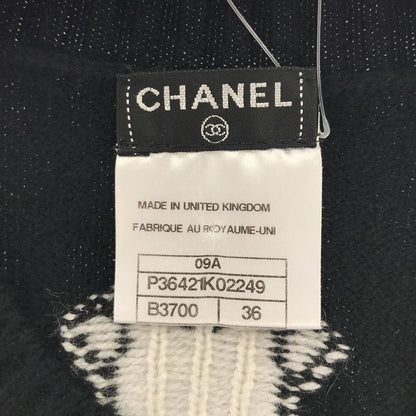 CHANEL
MADE IN UNITED KINGDOM
FABRIQUE AU ROYAUME-UNI
09A
P36421K02249
B3700 36